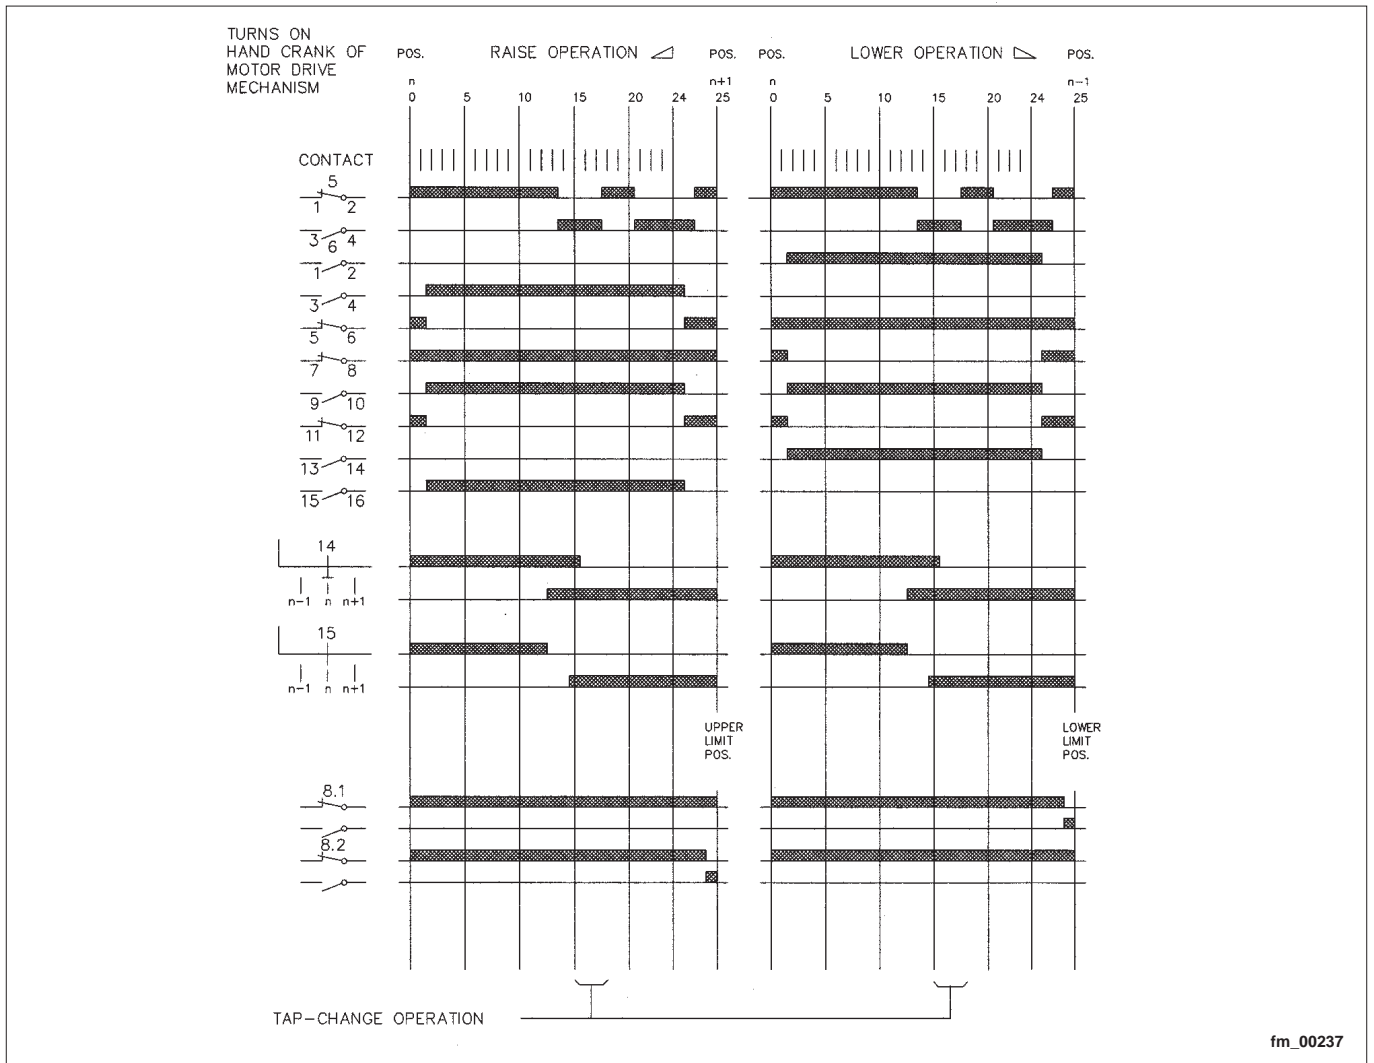 TURNS ON
HAND CRANK OF
MOTOR DRIVE
MECHANISM
POS. RAISE OPERATION POS. POS. LOWER OPERATION POS.
n n+1 n n-1
0 5 10 15 20 24 25 0 5 10 15 20 24 25
CONTACT
5
1 2
3 4
6
1 2
3 4
5 6
7 8
9 10
11 12
13 14
15 16
14
n-1 n n+1
15
n-1 n n+1
UPPER LIMIT POS.
LOWER LIMIT POS.
8.1
8.2
TAP-CHANGE OPERATION
fm_00237